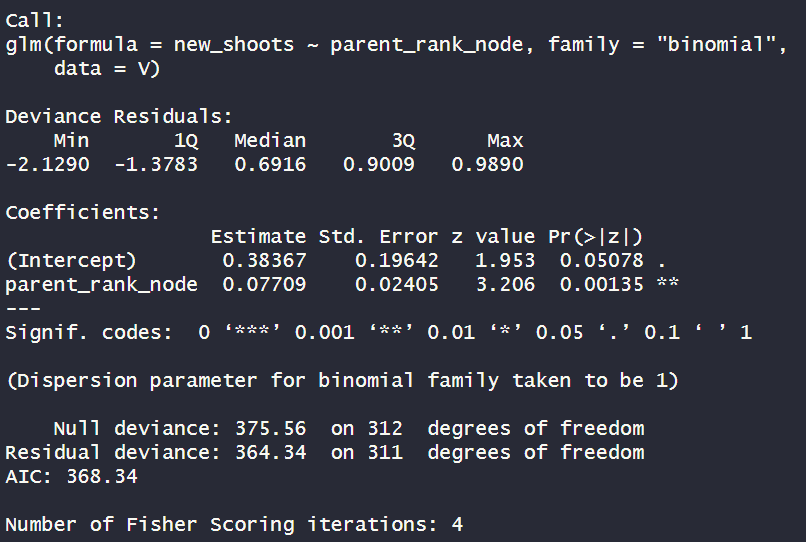 Call:
glm(formula = new_shoots ~ parent_rank_node, family = "binomial",
    data = V)

Deviance Residuals:
    Min       1Q   Median       3Q      Max
-2.1290  -1.3783   0.6916   0.9009   0.9890

Coefficients:
                 Estimate Std. Error z value Pr(>|z|)
(Intercept)       0.38367    0.19642   1.953  0.05078 .
parent_rank_node  0.07709    0.02405   3.206  0.00135 **
---
Signif. codes:  0 ‘***’ 0.001 ‘**’ 0.01 ‘*’ 0.05 ‘.’ 0.1 ‘ ’ 1

(Dispersion parameter for binomial family taken to be 1)

    Null deviance: 375.56  on 312  degrees of freedom
Residual deviance: 364.34  on 311  degrees of freedom
AIC: 368.34

Number of Fisher Scoring iterations: 4